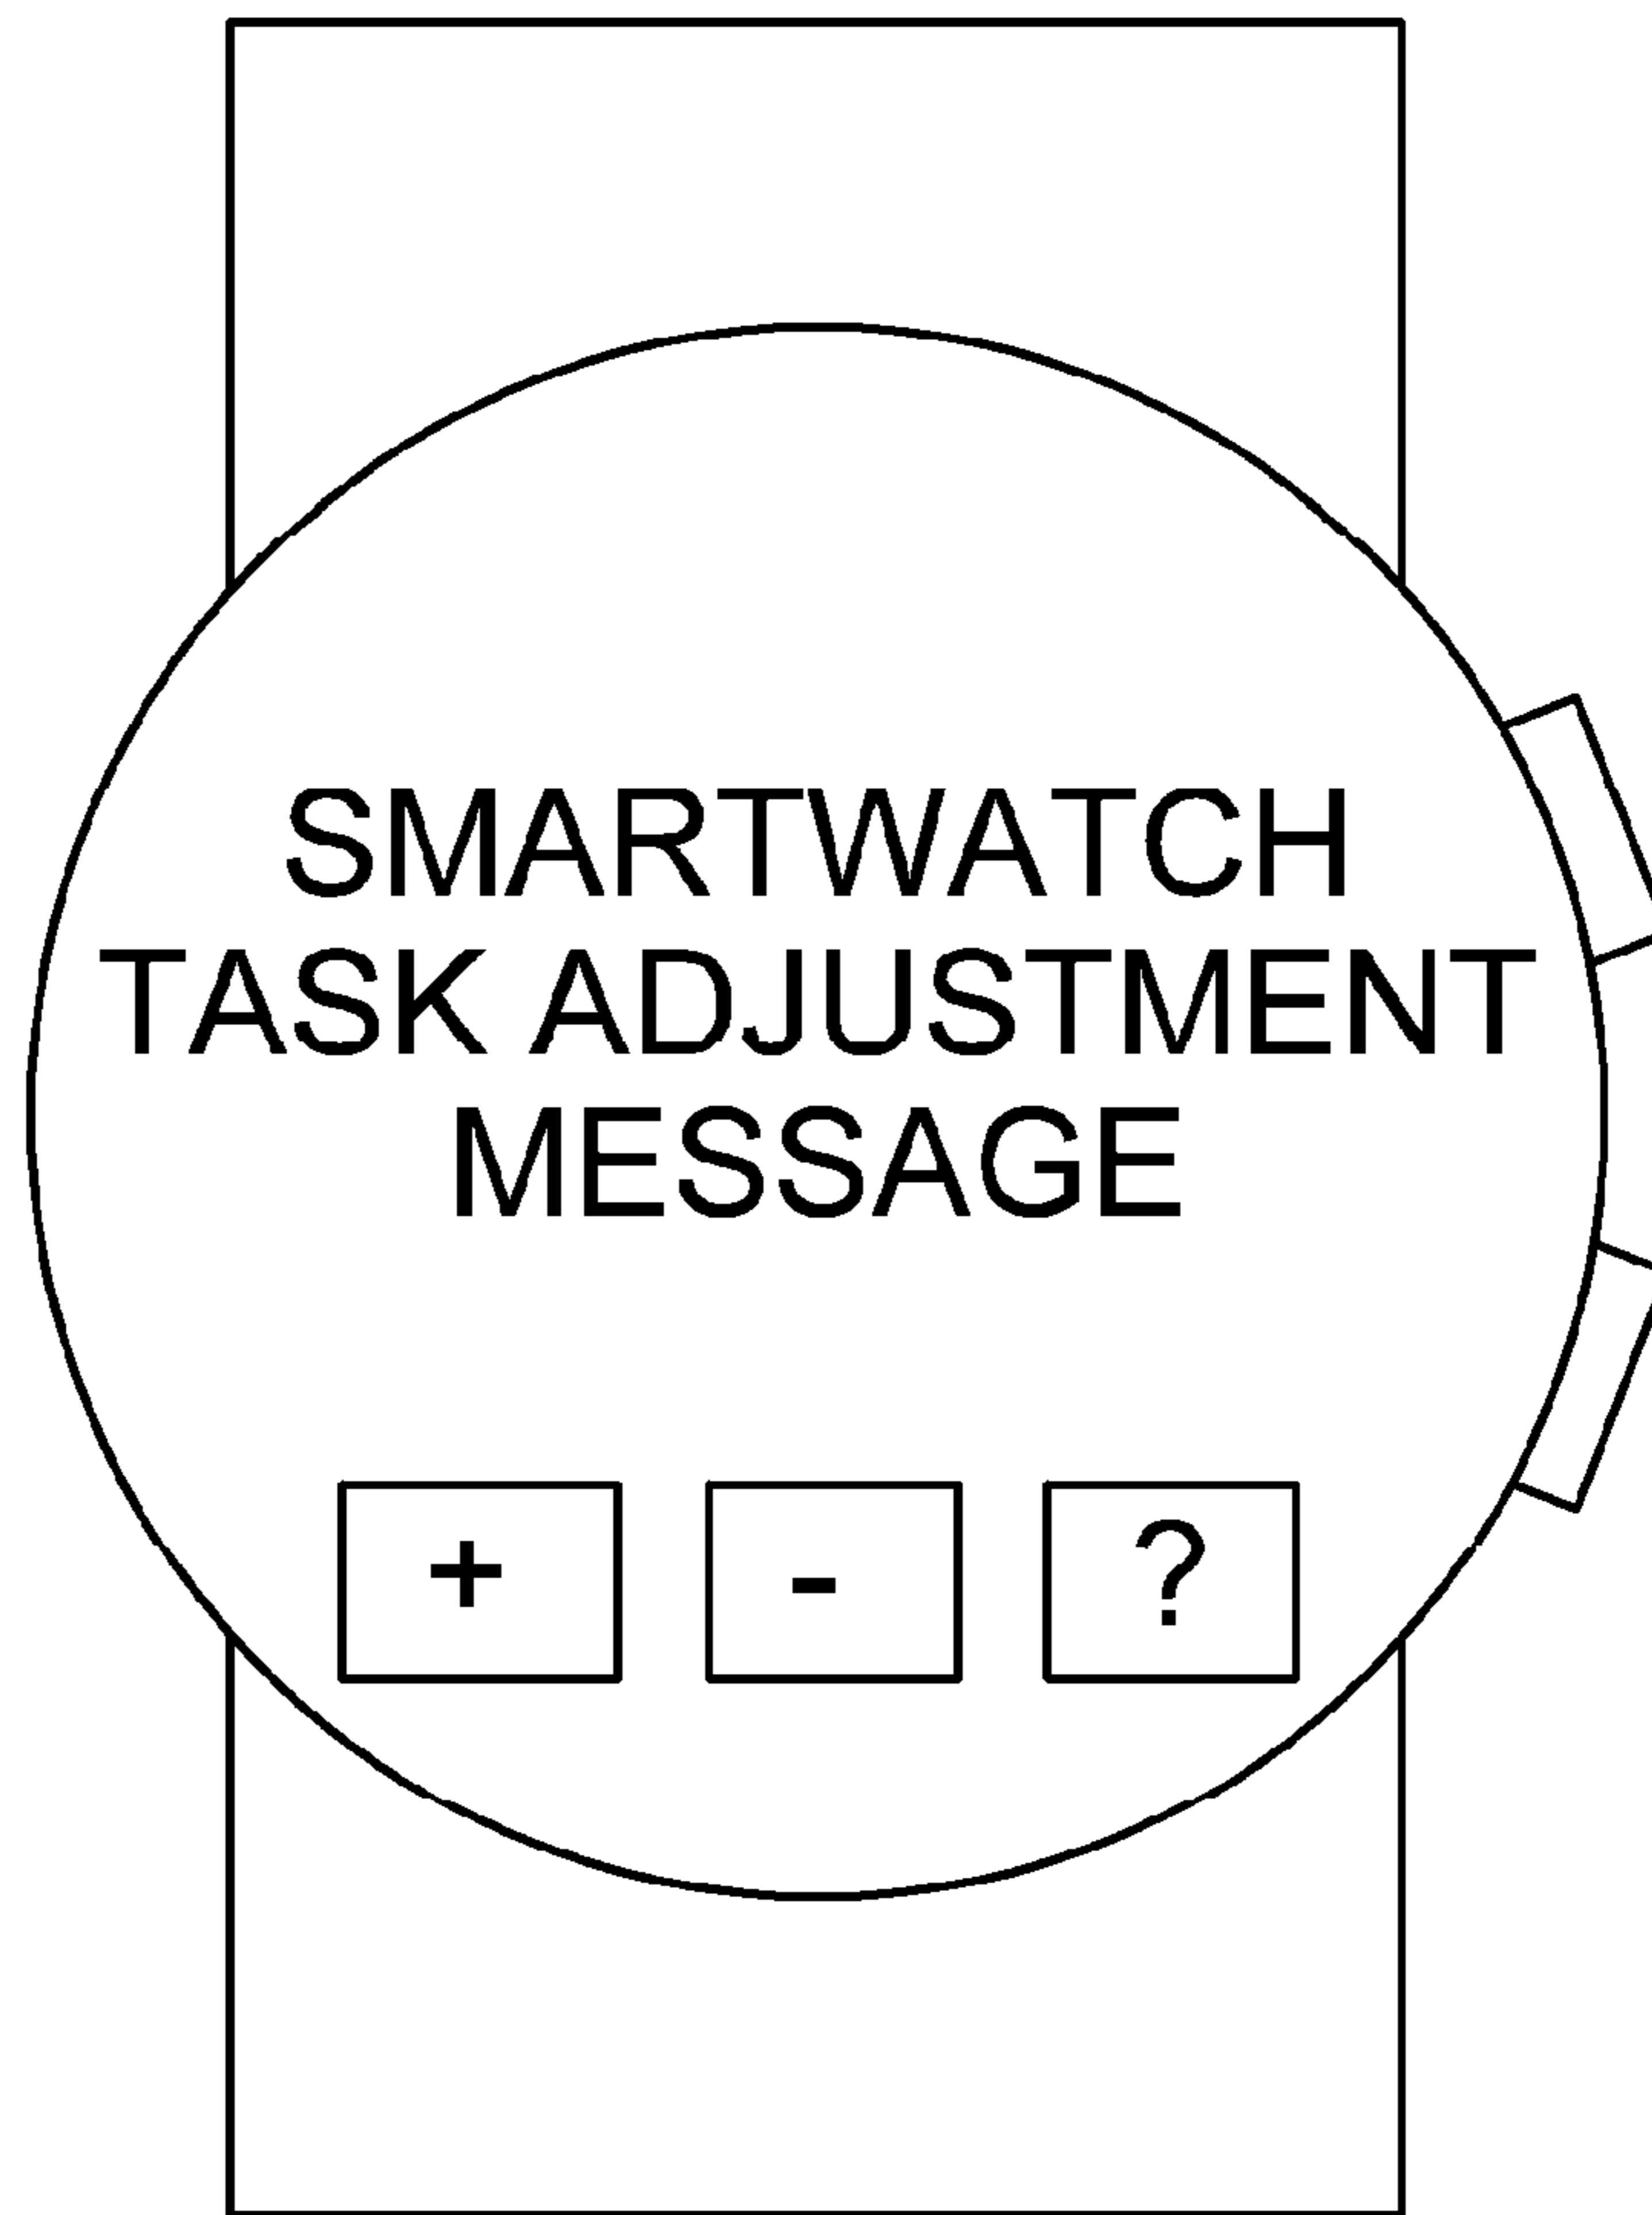 SMARTWATCH
TASK ADJUSTMENT
MESSAGE
+ - ?